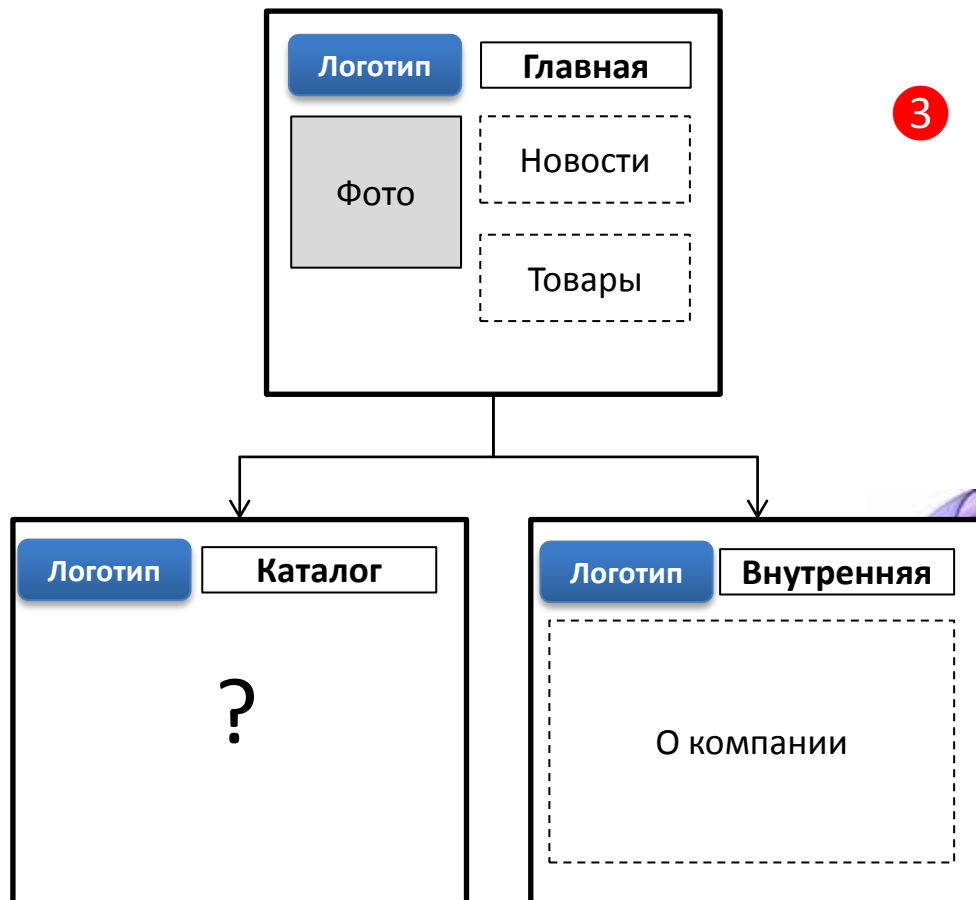 Логотип
Главная
3
Фото
Новости
Товары
Логотип
Каталог
?
Логотип
Внутренняя
О компании